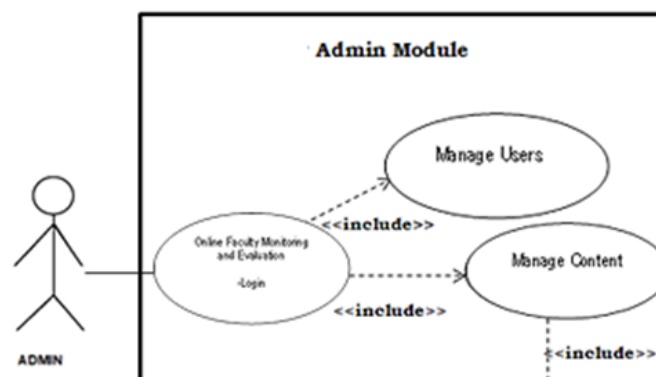 Admin Module
Manage Users
<<include>>
Online Faculty Monitoring
and Evaluation
-Login
Manage Content
<<include>>
<<include>>
ADMIN